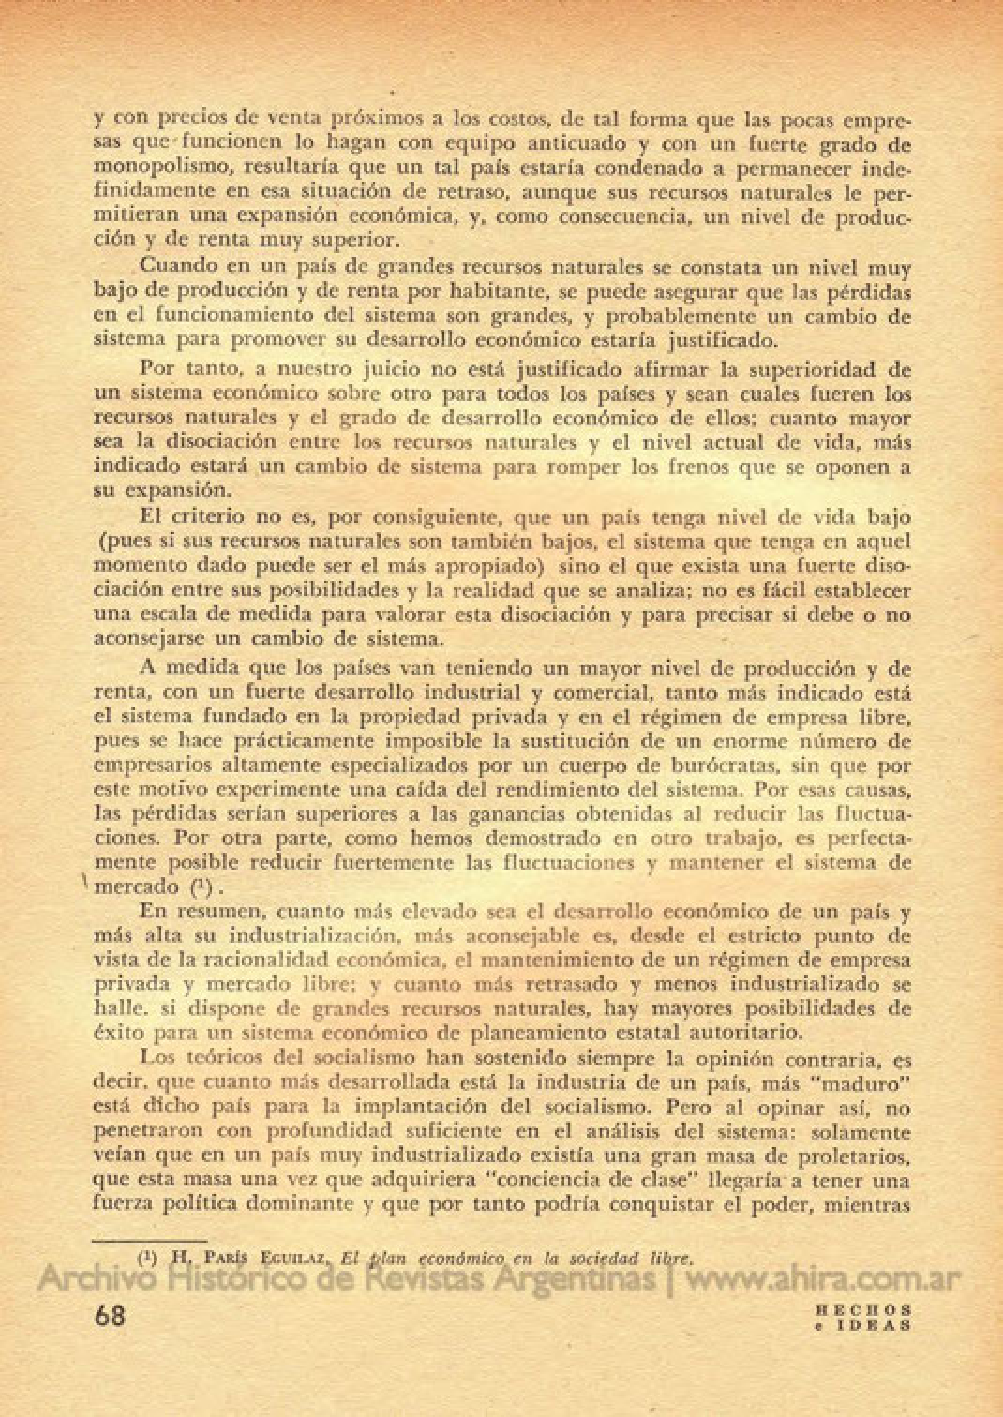 y con precios de venta próximos a los costos, de tal forma que las pocas empre-
sas que funcionen lo hagan con equipo anticuado y con un fuerte grado de
monopolismo, resultaría que un tal país estaría condenado a permanecer inde-
finidamente en esa situación de retraso, aunque sus recursos naturales le per-
mitieran una expansión económica, y, como consecuencia, un nivel de produc-
ción y de renta muy superior.
Cuando en un país de grandes recursos naturales se constata un nivel muy
bajo de producción y de renta por habitante, se puede asegurar que las pérdidas
en el funcionamiento del sistema son grandes, y probablemente un cambio de
sistema para promover su desarrollo económico estaría justificado.
Por tanto, a nuestro juicio no está justificado afirmar la superioridad de
un sistema económico sobre otro para todos los países y sean cuales fueren los
recursos naturales y el grado de desarrollo económico de ellos; cuanto mayor
sea la disociación entre los recursos naturales y el nivel actual de vida, más
indicado estará un cambio de sistema para romper los frenos que se oponen a
su expansión.
El criterio no es, por consiguiente, que un país tenga nivel de vida bajo
(pues si sus recursos naturales son también bajos, el sistema que tenga en aquel
momento dado puede ser el más apropiado) sino el que exista una fuerte diso-
ciación entre sus posibilidades y la realidad que se analiza; no es fácil establecer
una escala de medida para valorar esta disociación y para precisar si debe o no
aconsejarse un cambio de sistema.
A medida que los países van teniendo un mayor nivel de producción y de
renta, con un fuerte desarrollo industrial y comercial, tanto más indicado está
el sistema fundado en la propiedad privada y en el régimen de empresa libre,
pues se hace prácticamente imposible la sustitución de un enorme número de
empresarios altamente especializados por un cuerpo de burócratas, sin que por
este motivo experimente una caída del rendimiento del sistema. Por esas causas,
las pérdidas serían superiores a las ganancias obtenidas al reducir las fluctua-
ciones. Por otra parte, como hemos demostrado en otro trabajo, es perfecta-
mente posible reducir fuertemente las fluctuaciones y mantener el sistema de
mercado (¹).
En resumen, cuanto más elevado sea el desarrollo económico de un país y
más alta su industrialización, más aconsejable es, desde el estricto punto de
vista de la racionalidad económica, el mantenimiento de un régimen de empresa
privada y mercado libre; y cuanto más retrasado y menos industrializado se
halle, si dispone de grandes recursos naturales, hay mayores posibilidades de
éxito para un sistema económico de planeamiento estatal autoritario.
Los teóricos del socialismo han sostenido siempre la opinión contraria, es
decir, que cuanto más desarrollada está la industria de un país, más "maduro"
está dicho país para la implantación del socialismo. Pero al opinar así, no
penetraron con profundidad suficiente en el análisis del sistema: solamente
veían que en un país muy industrializado existía una gran masa de proletarios,
que esta masa una vez que adquiriera "conciencia de clase" llegaría a tener una
fuerza política dominante y que por tanto podría conquistar el poder, mientras
(¹) H. París Eguilaz, El plan económico en la sociedad libre.
Archivo Histórico de Revistas Argentinas | www.ahira.com.ar
68
HECHOS
e IDEAS